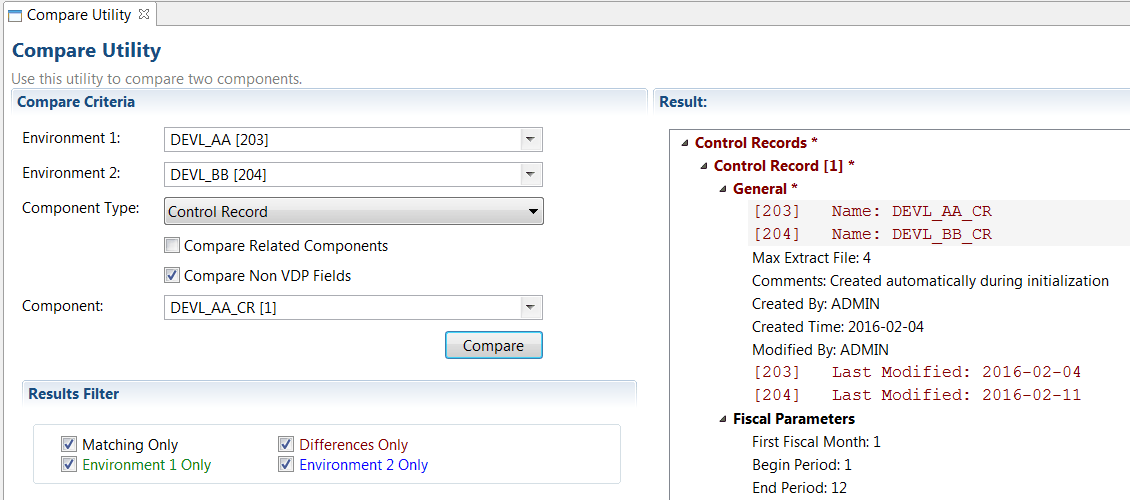 Compare Utility
Compare Utility
Use this utility to compare two components.
Compare Criteria
Environment 1:
DEVL_AA [203]
Environment 2:
DEVL_BB [204]
Component Type:
Control Record
Compare Related Components
Compare Non VDP Fields
Component:
DEVL_AA_CR [1]
Compare
Results Filter
Matching Only
Differences Only
Environment 1 Only
Environment 2 Only
Result:
Control Records *
Control Record [1] *
General *
[203] Name: DEVL_AA_CR
[204] Name: DEVL_BB_CR
Max Extract File: 4
Comments: Created automatically during initialization
Created By: ADMIN
Created Time: 2016-02-04
Modified By: ADMIN
[203] Last Modified: 2016-02-04
[204] Last Modified: 2016-02-11
Fiscal Parameters
First Fiscal Month: 1
Begin Period: 1
End Period: 12